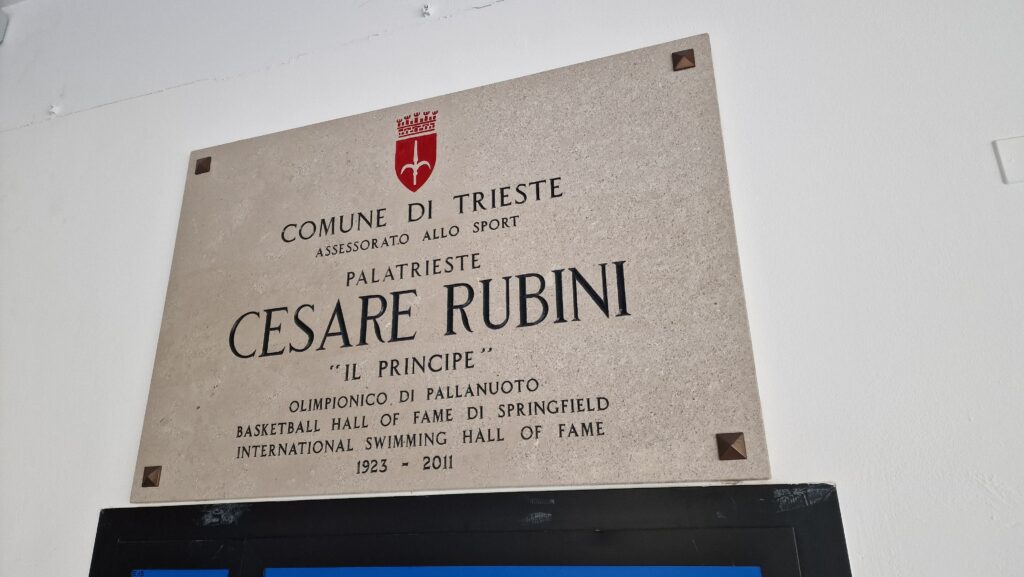 COMUNE DI TRIESTE
ASSESSORATO ALLO SPORT
PALATRIESTE
CESARE RUBINI
"IL PRINCIPE"
OLIMPIONICO DI PALLANUOTO
BASKETBALL HALL OF FAME DI SPRINGFIELD
INTERNATIONAL SWIMMING HALL OF FAME
1923 - 2011